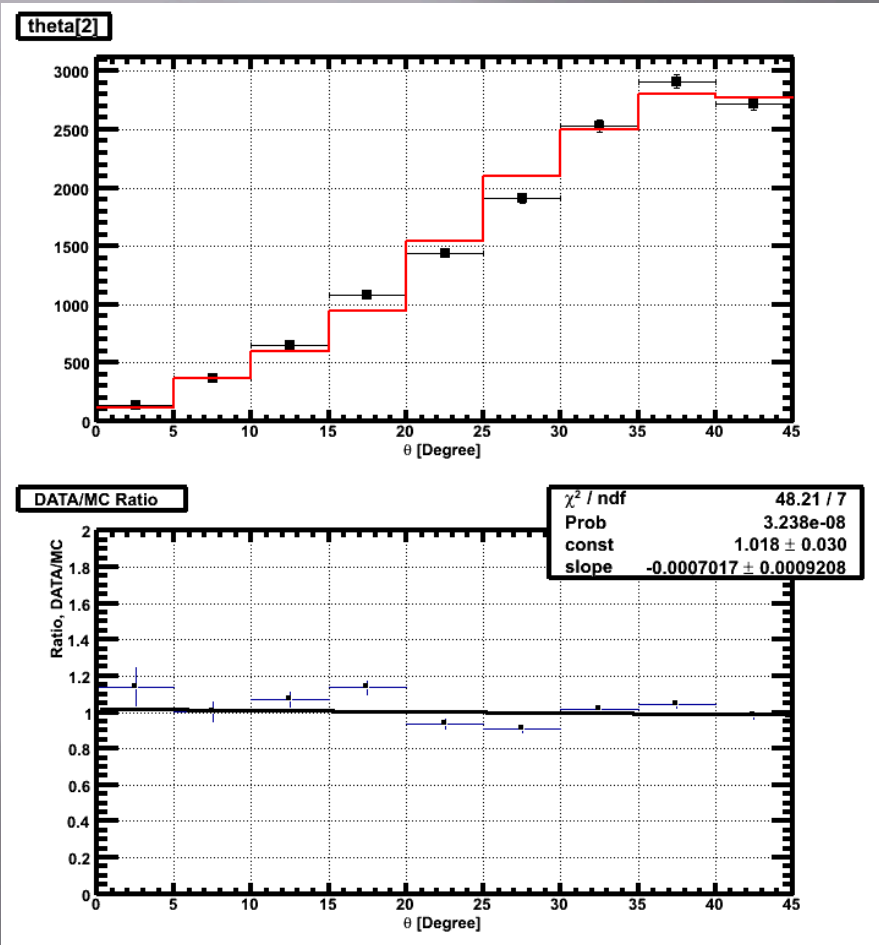 theta[2]
3000
2500
2000
1500
1000
500
0
0 5 10 15 20 25 30 35 40 45
θ [Degree]
DATA/MC Ratio
χ² / ndf 48.21 / 7
Prob 3.238e-08
const 1.018 ± 0.030
slope -0.0007017 ± 0.0009208
Ratio, DATA/MC
2
1.8
1.6
1.4
1.2
1
0.8
0.6
0.4
0.2
0
0 5 10 15 20 25 30 35 40 45
θ [Degree]